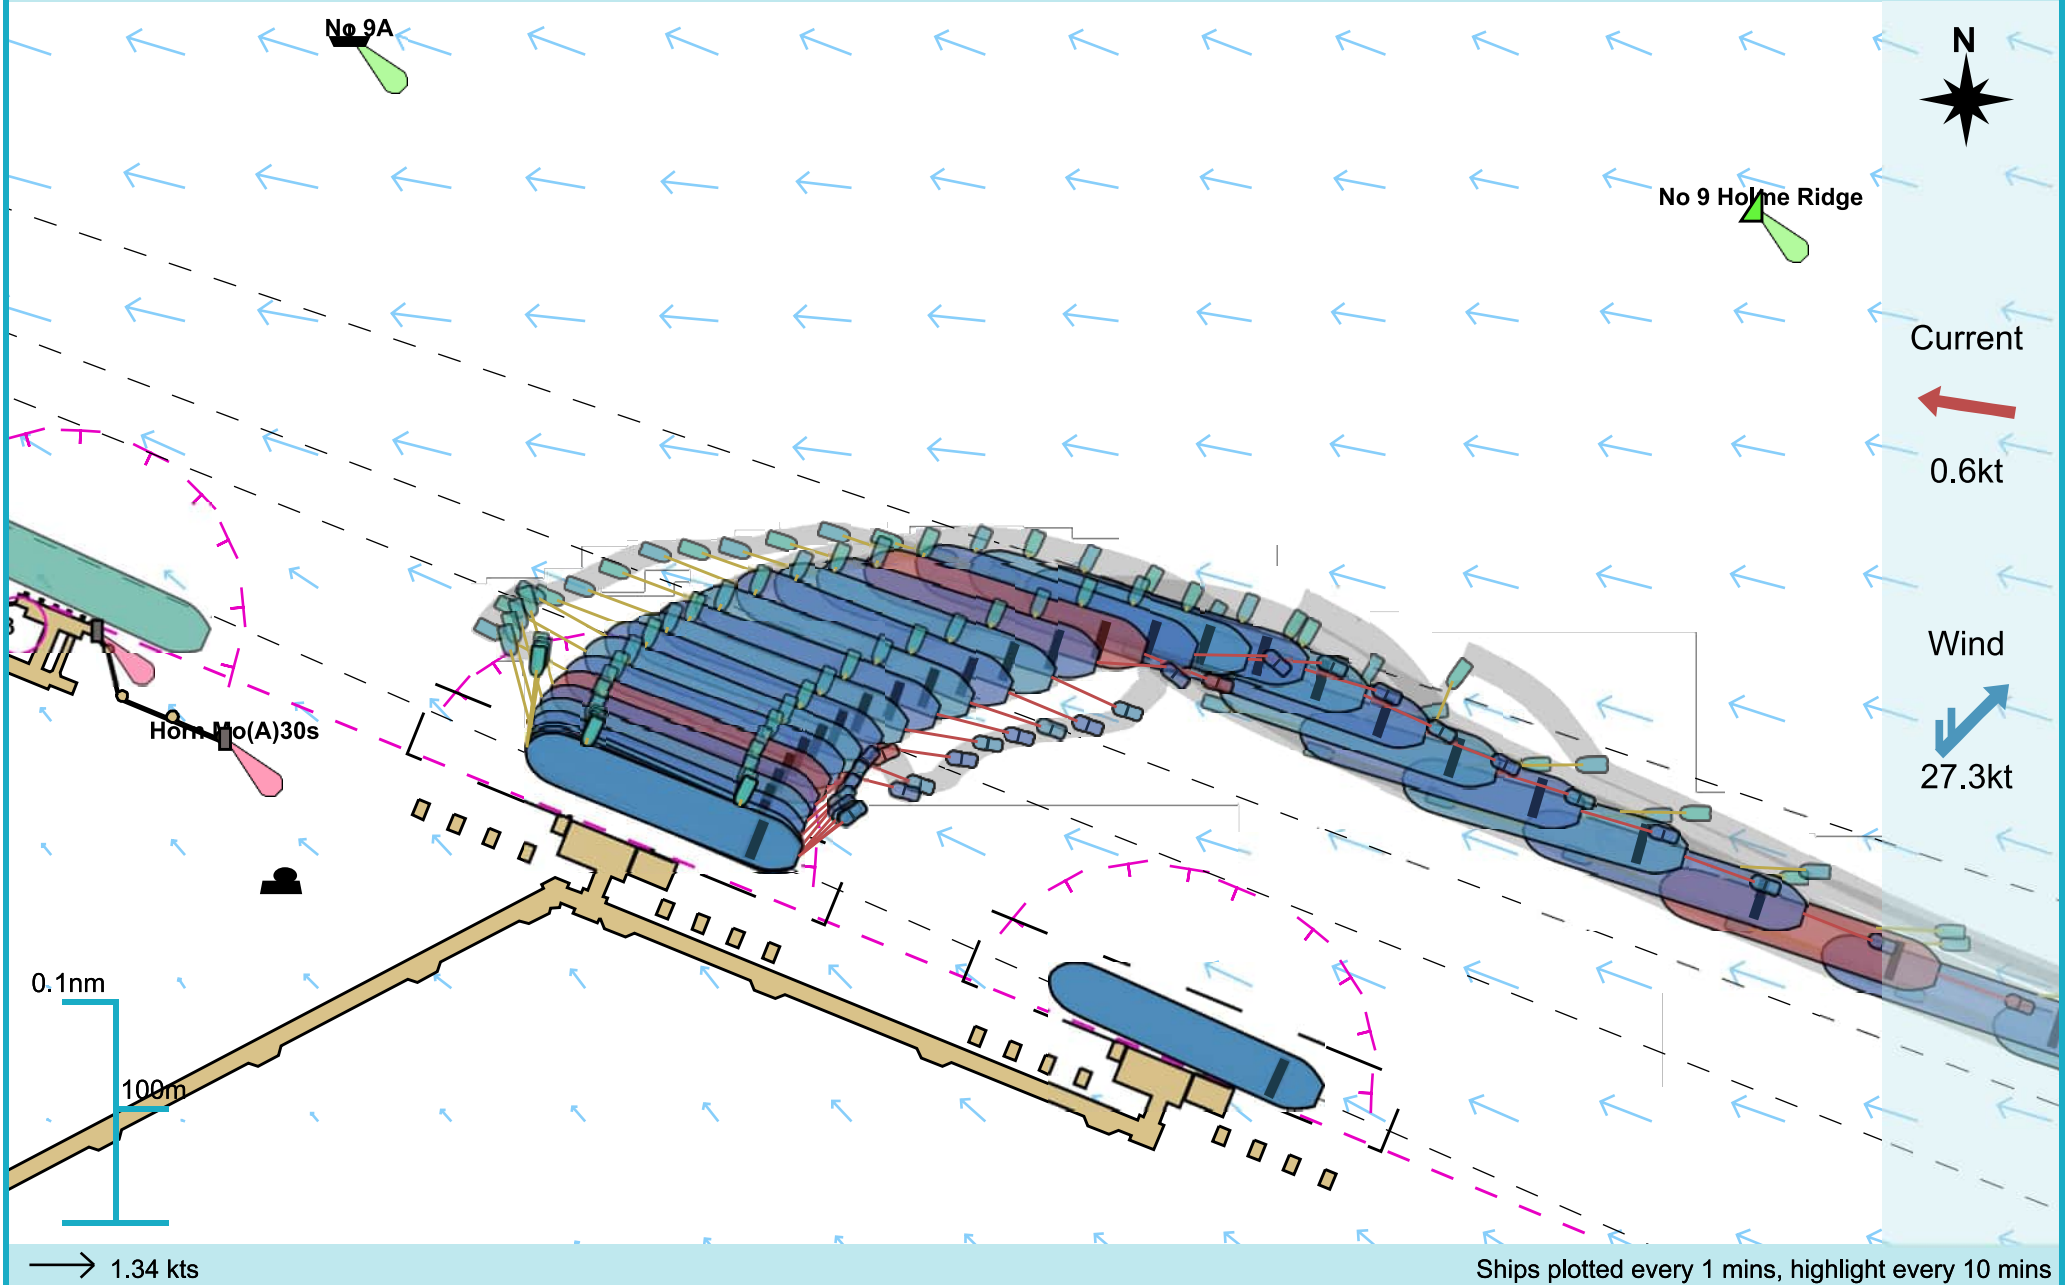 No 9A
N
No 9 Holme Ridge
Current
0.6kt
Wind
27.3kt
Horn Mo(A)30s
0.1nm
100m
1.34 kts
Ships plotted every 1 mins, highlight every 10 mins